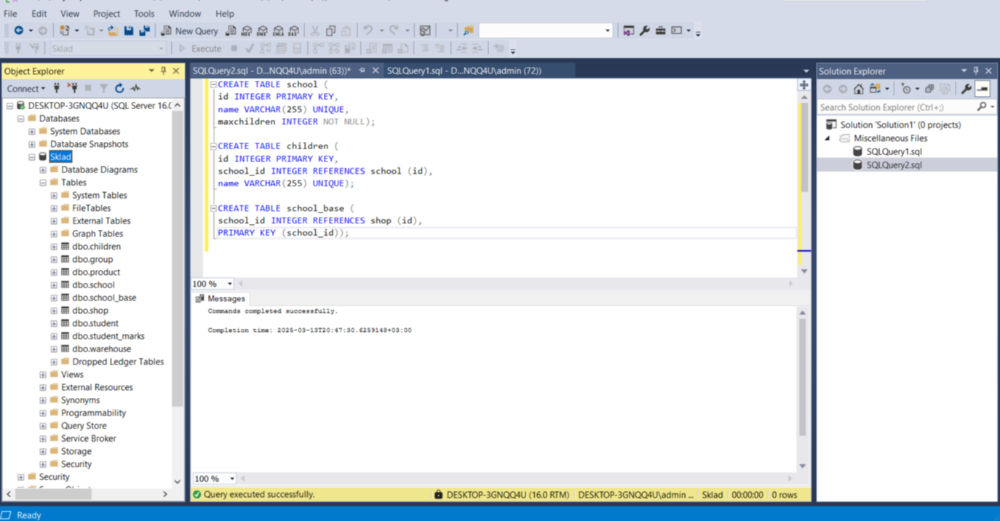 File Edit View Project Tools Window Help
New Query MDX DMX XMLA DAX
Sklad Execute
Object Explorer
Connect
DESKTOP-3GNQQ4U (SQL Server 16.0
Databases
System Databases
Database Snapshots
Sklad
Database Diagrams
Tables
System Tables
FileTables
External Tables
Graph Tables
dbo.children
dbo.group
dbo.product
dbo.school
dbo.school_base
dbo.shop
dbo.student
dbo.student_marks
dbo.warehouse
Dropped Ledger Tables
Views
External Resources
Synonyms
Programmability
Query Store
Service Broker
Storage
Security
Security
SQLQuery2.sql - D...NQQ4U\admin (63))* SQLQuery1.sql - D...NQQ4U\admin (72))
CREATE TABLE school (
id INTEGER PRIMARY KEY,
name VARCHAR(255) UNIQUE,
maxchildren INTEGER NOT NULL);
CREATE TABLE children (
id INTEGER PRIMARY KEY,
school_id INTEGER REFERENCES school (id),
name VARCHAR(255) UNIQUE);
CREATE TABLE school_base (
school_id INTEGER REFERENCES shop (id),
PRIMARY KEY (school_id));
100 %
Messages
Commands completed successfully.
Completion time: 2025-03-13T20:47:30.6259148+03:00
100 %
Query executed successfully. DESKTOP-3GNQQ4U (16.0 RTM) DESKTOP-3GNQQ4U\admin ... Sklad 00:00:00 0 rows
Solution Explorer
Search Solution Explorer (Ctrl+;)
Solution 'Solution1' (0 projects)
Miscellaneous Files
SQLQuery1.sql
SQLQuery2.sql
Ready